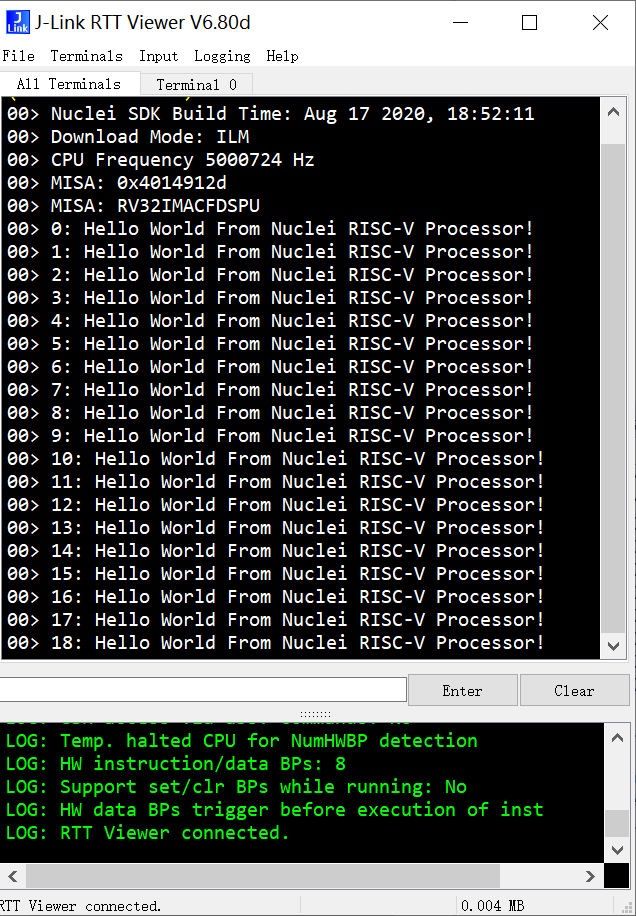 J-Link RTT Viewer V6.80d
File Terminals Input Logging Help
All Terminals Terminal 0
00> Nuclei SDK Build Time: Aug 17 2020, 18:52:11
00> Download Mode: ILM
00> CPU Frequency 5000724 Hz
00> MISA: 0x4014912d
00> MISA: RV32IMACFDSPU
00> 0: Hello World From Nuclei RISC-V Processor!
00> 1: Hello World From Nuclei RISC-V Processor!
00> 2: Hello World From Nuclei RISC-V Processor!
00> 3: Hello World From Nuclei RISC-V Processor!
00> 4: Hello World From Nuclei RISC-V Processor!
00> 5: Hello World From Nuclei RISC-V Processor!
00> 6: Hello World From Nuclei RISC-V Processor!
00> 7: Hello World From Nuclei RISC-V Processor!
00> 8: Hello World From Nuclei RISC-V Processor!
00> 9: Hello World From Nuclei RISC-V Processor!
00> 10: Hello World From Nuclei RISC-V Processor!
00> 11: Hello World From Nuclei RISC-V Processor!
00> 12: Hello World From Nuclei RISC-V Processor!
00> 13: Hello World From Nuclei RISC-V Processor!
00> 14: Hello World From Nuclei RISC-V Processor!
00> 15: Hello World From Nuclei RISC-V Processor!
00> 16: Hello World From Nuclei RISC-V Processor!
00> 17: Hello World From Nuclei RISC-V Processor!
00> 18: Hello World From Nuclei RISC-V Processor!
Enter Clear
LOG: Temp. halted CPU for NumHWBP detection
LOG: HW instruction/data BPs: 8
LOG: Support set/clr BPs while running: No
LOG: HW data BPs trigger before execution of inst
LOG: RTT Viewer connected.
RTT Viewer connected. 0.004 MB